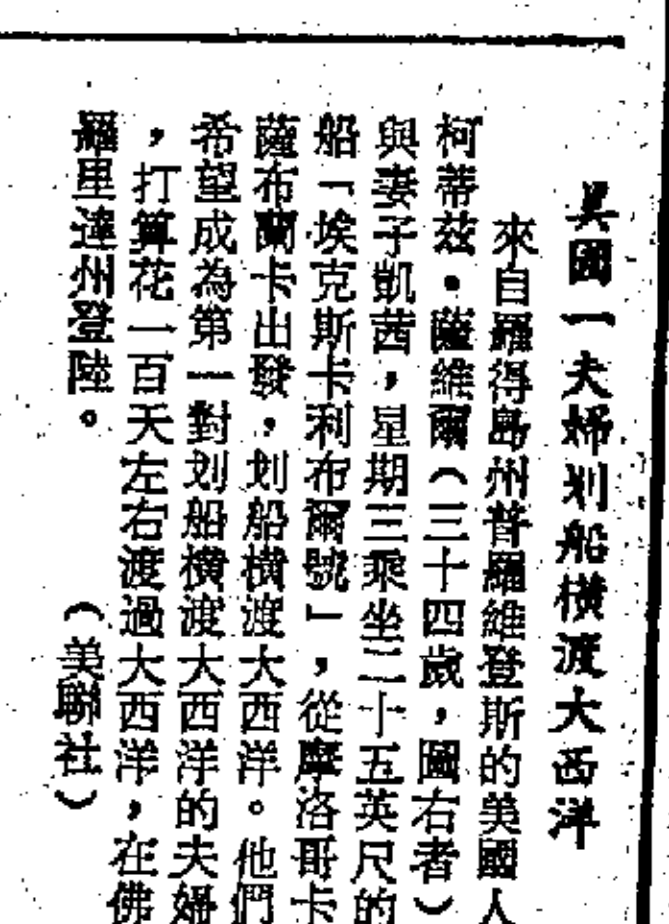 美國一夫婦划船橫渡大西洋
來自羅得島州普羅維登斯的美國人
柯蒂茲．薩維爾（三十四歲，圖右者）
與妻子凱茜，星期三乘坐二十五英尺的
船「埃克斯卡利布爾號」，從摩洛哥卡
薩布蘭卡出發，划船橫渡大西洋。他們
希望成為第一對划船橫渡大西洋的夫婦
，打算花一百天左右渡過大西洋，在佛
羅里達州登陸。　　　（美聯社）